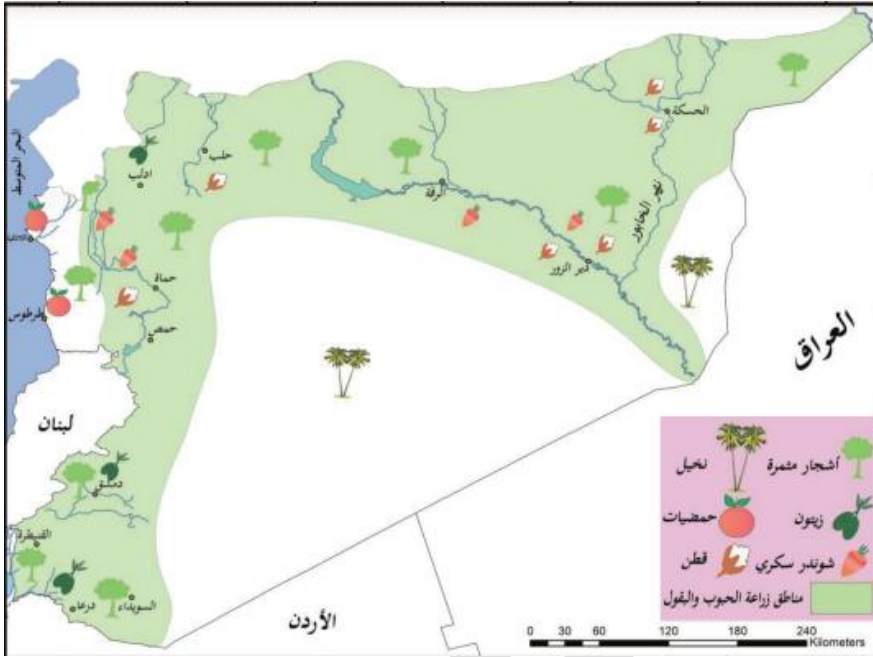 البحر المتوسط
الحسكة
حلب
ادلب
الرقة
نهر الخابور
دير الزور
حماة
حمص
طرطوس
العراق
لبنان
دمشق
القنيطرة
السويداء
درعا
الأردن
أشجار مثمرة
نخيل
زيتون
حمضيات
شوندر سكري
قطن
مناطق زراعة الحبوب والبقول
0 30 60 120 180 240
Kilometers